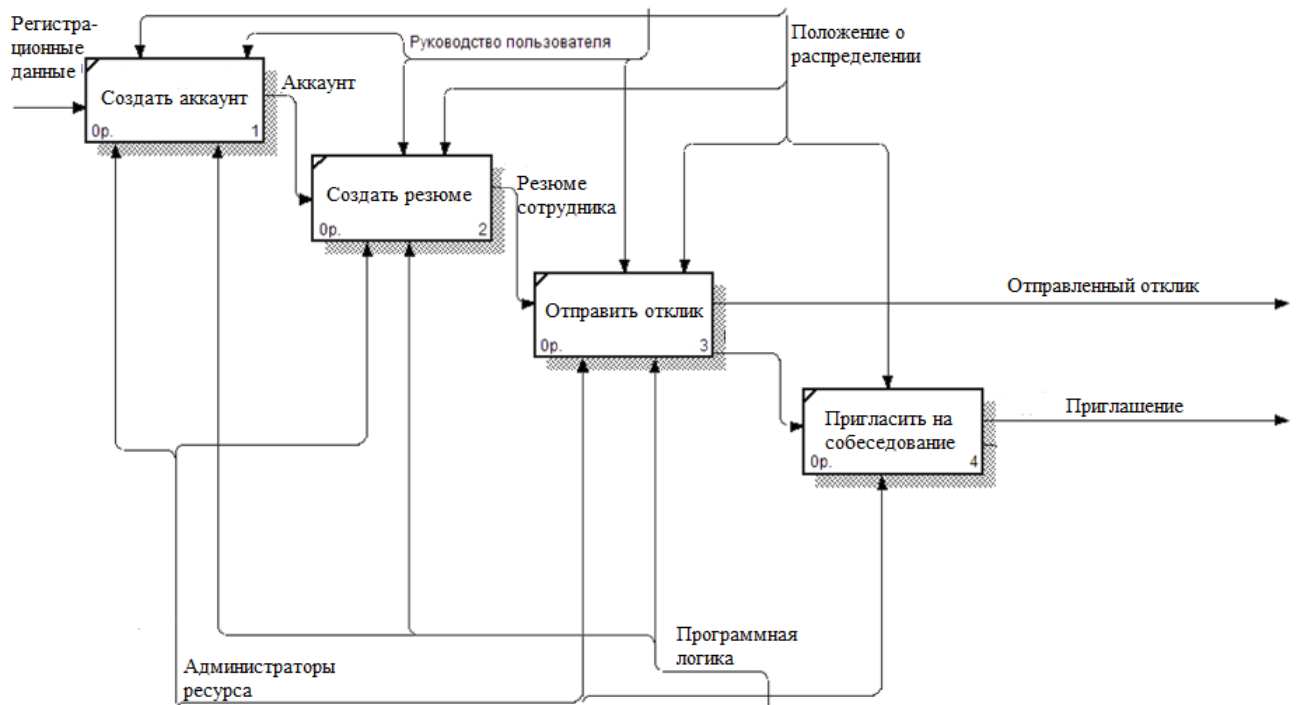 Регистра-
ционные
данные
Руководство пользователя
Положение о
распределении
Создать аккаунт
0р.
1
Аккаунт
Создать резюме
0р.
2
Резюме
сотрудника
Отправить отклик
0р.
3
Отправленный отклик
Пригласить на
собеседование
0р.
4
Приглашение
Программная
логика
Администраторы
ресурса